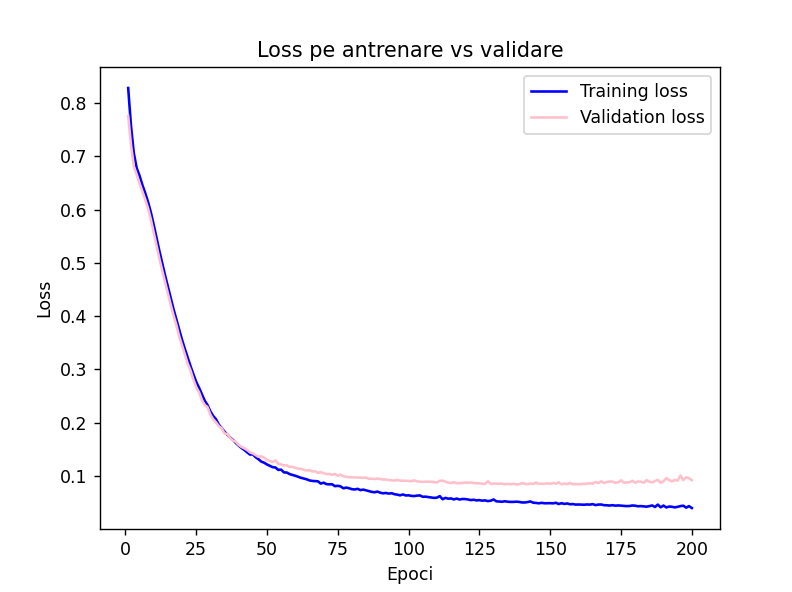 Loss pe antrenare vs validare
Training loss
Validation loss
0.8
0.7
0.6
0.5
0.4
0.3
0.2
0.1
Loss
0 25 50 75 100 125 150 175 200
Epoci